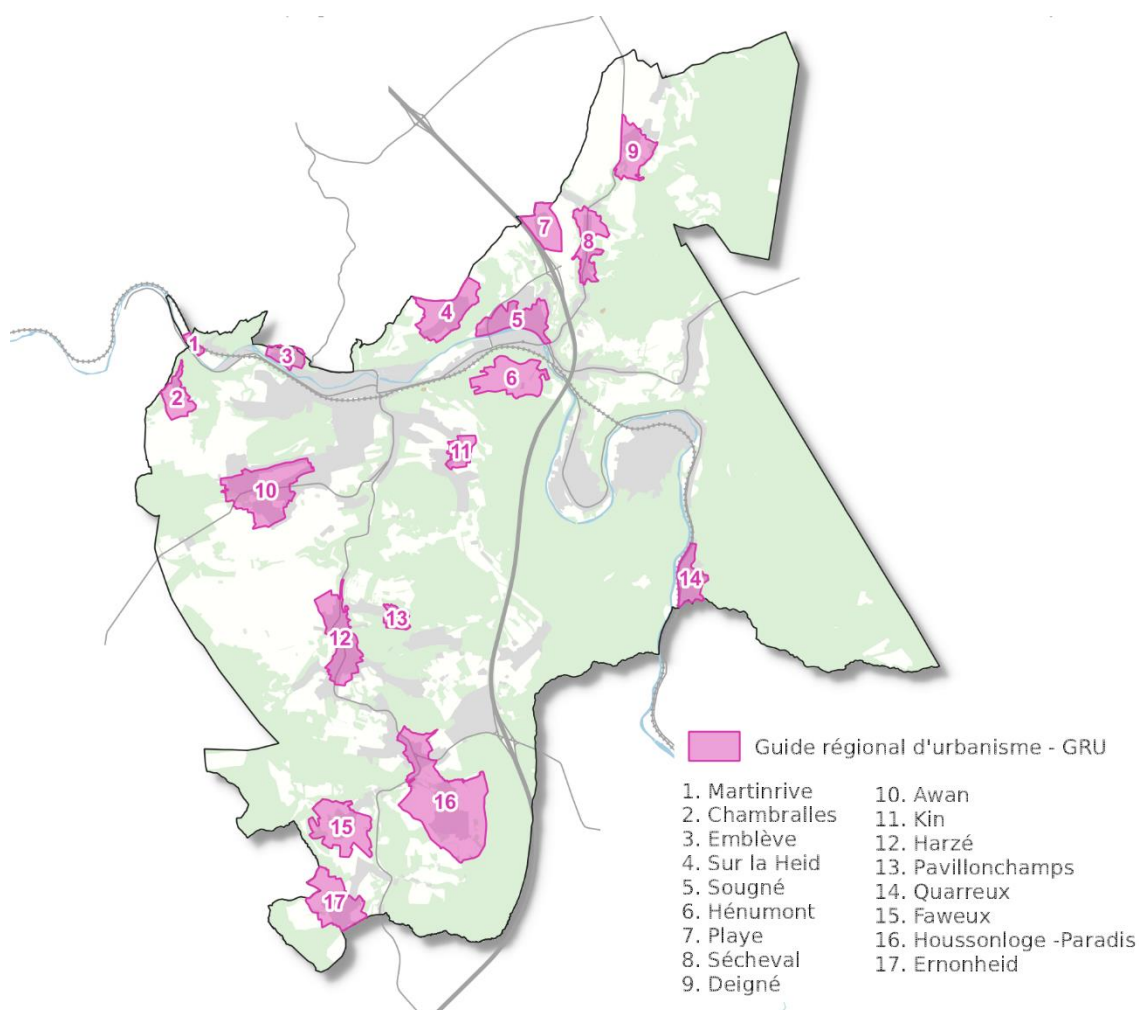 9
7
8
4
5
1
3
6
2
11
10
14
13
12
16
15
17
Guide régional d'urbanisme - GRU
1. Martinrive
2. Chambralles
3. Emblève
4. Sur la Heid
5. Sougné
6. Hénumont
7. Playe
8. Sécheval
9. Deigné
10. Awan
11. Kin
12. Harzé
13. Pavillonchamps
14. Quarreux
15. Faweux
16. Houssonloge -Paradis
17. Ernonheid